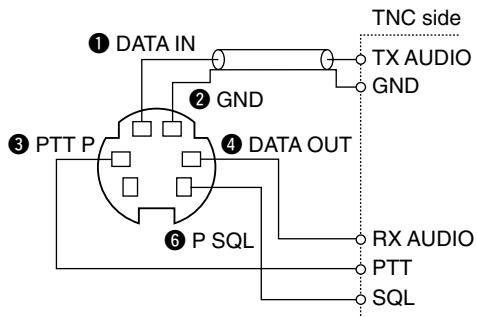 TNC side
❶ DATA IN
TX AUDIO
GND
❷ GND
❸ PTT P
❹ DATA OUT
❻ P SQL
RX AUDIO
PTT
SQL